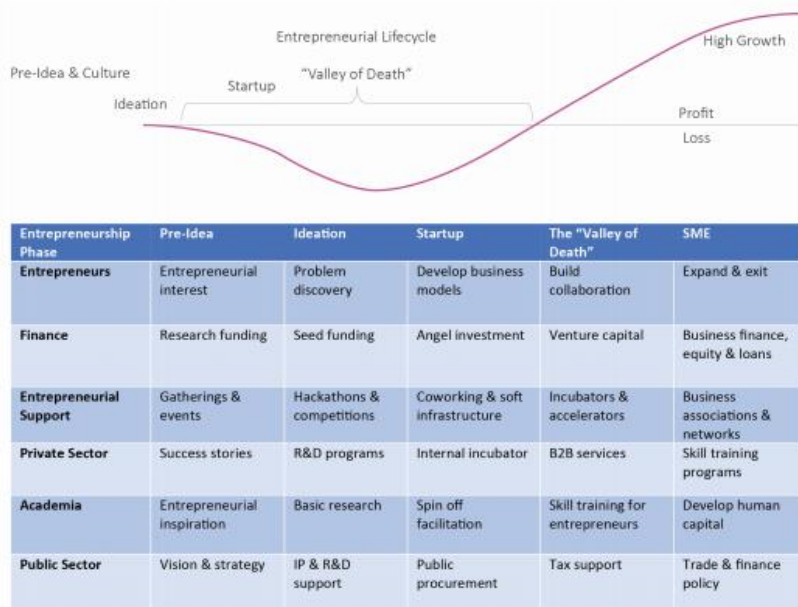 Entrepreneurial Lifecycle
High Growth
Pre-Idea & Culture
"Valley of Death"
Startup
Ideation
Profit
Loss
Entrepreneurship Phase
Pre-Idea
Ideation
Startup
The "Valley of Death"
SME
Entrepreneurs
Entrepreneurial interest
Problem discovery
Develop business models
Build collaboration
Expand & exit
Finance
Research funding
Seed funding
Angel investment
Venture capital
Business finance, equity & loans
Entrepreneurial Support
Gatherings & events
Hackathons & competitions
Coworking & soft infrastructure
Incubators & accelerators
Business associations & networks
Private Sector
Success stories
R&D programs
Internal incubator
B2B services
Skill training programs
Academia
Entrepreneurial inspiration
Basic research
Spin off facilitation
Skill training for entrepreneurs
Develop human capital
Public Sector
Vision & strategy
IP & R&D support
Public procurement
Tax support
Trade & finance policy